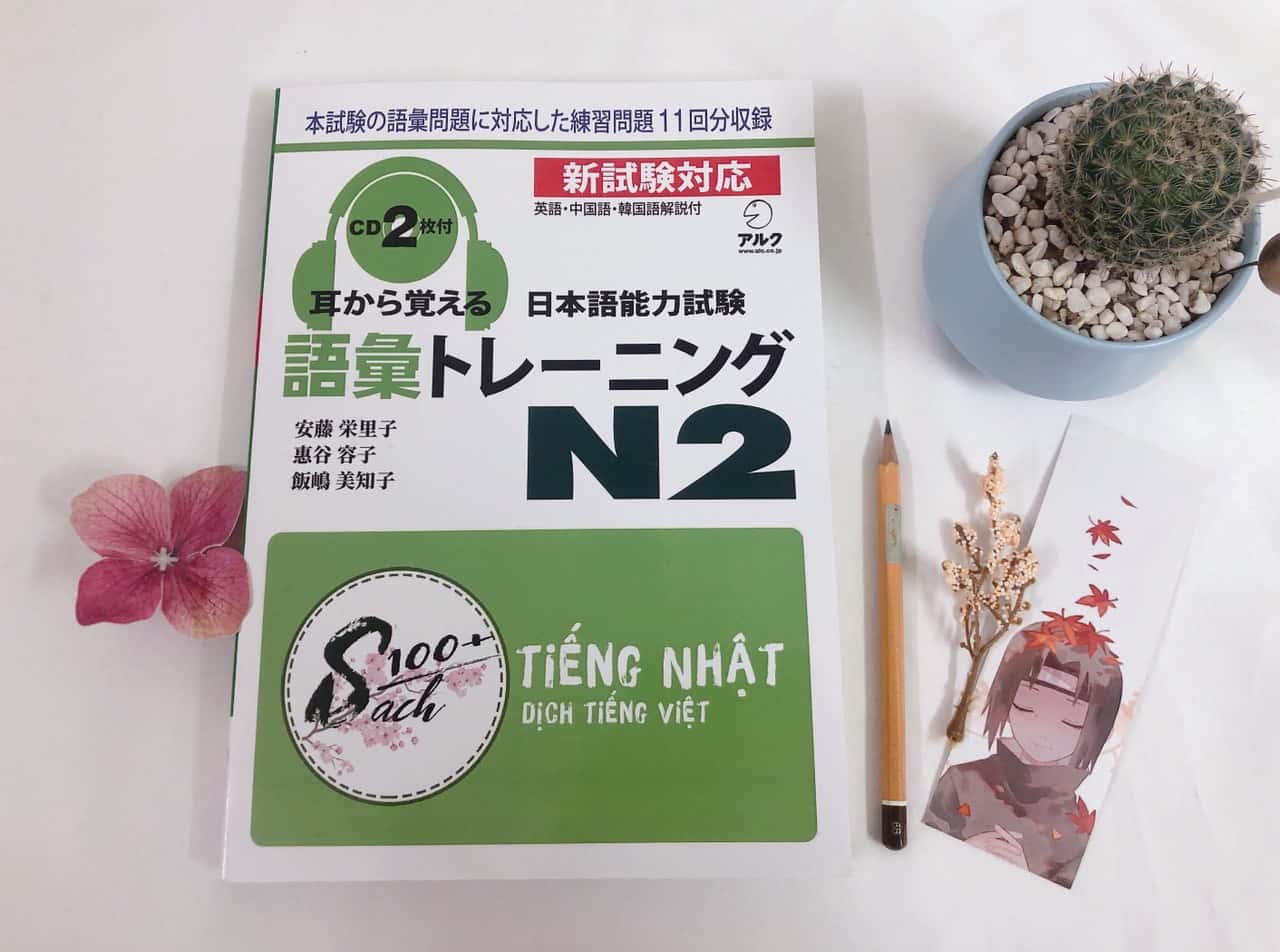 本試験の語彙問題に対応した練習問題11回分収録
新試験対応
英語・中国語・韓国語解説付
アルク
www.alc.co.jp
CD2枚付
耳から覚える 日本語能力試験
語彙トレーニング
N2
安藤 栄里子
惠谷 容子
飯嶋 美知子
Sách 100+
TIẾNG NHẬT
DỊCH TIẾNG VIỆT